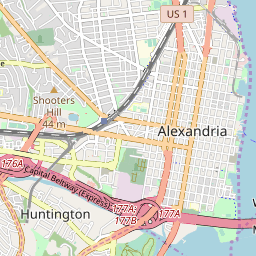 US 1
Shooters
Hill
44 m
Alexandria
176A
Capital Beltway (Express)
Huntington
177A;
177B
177A